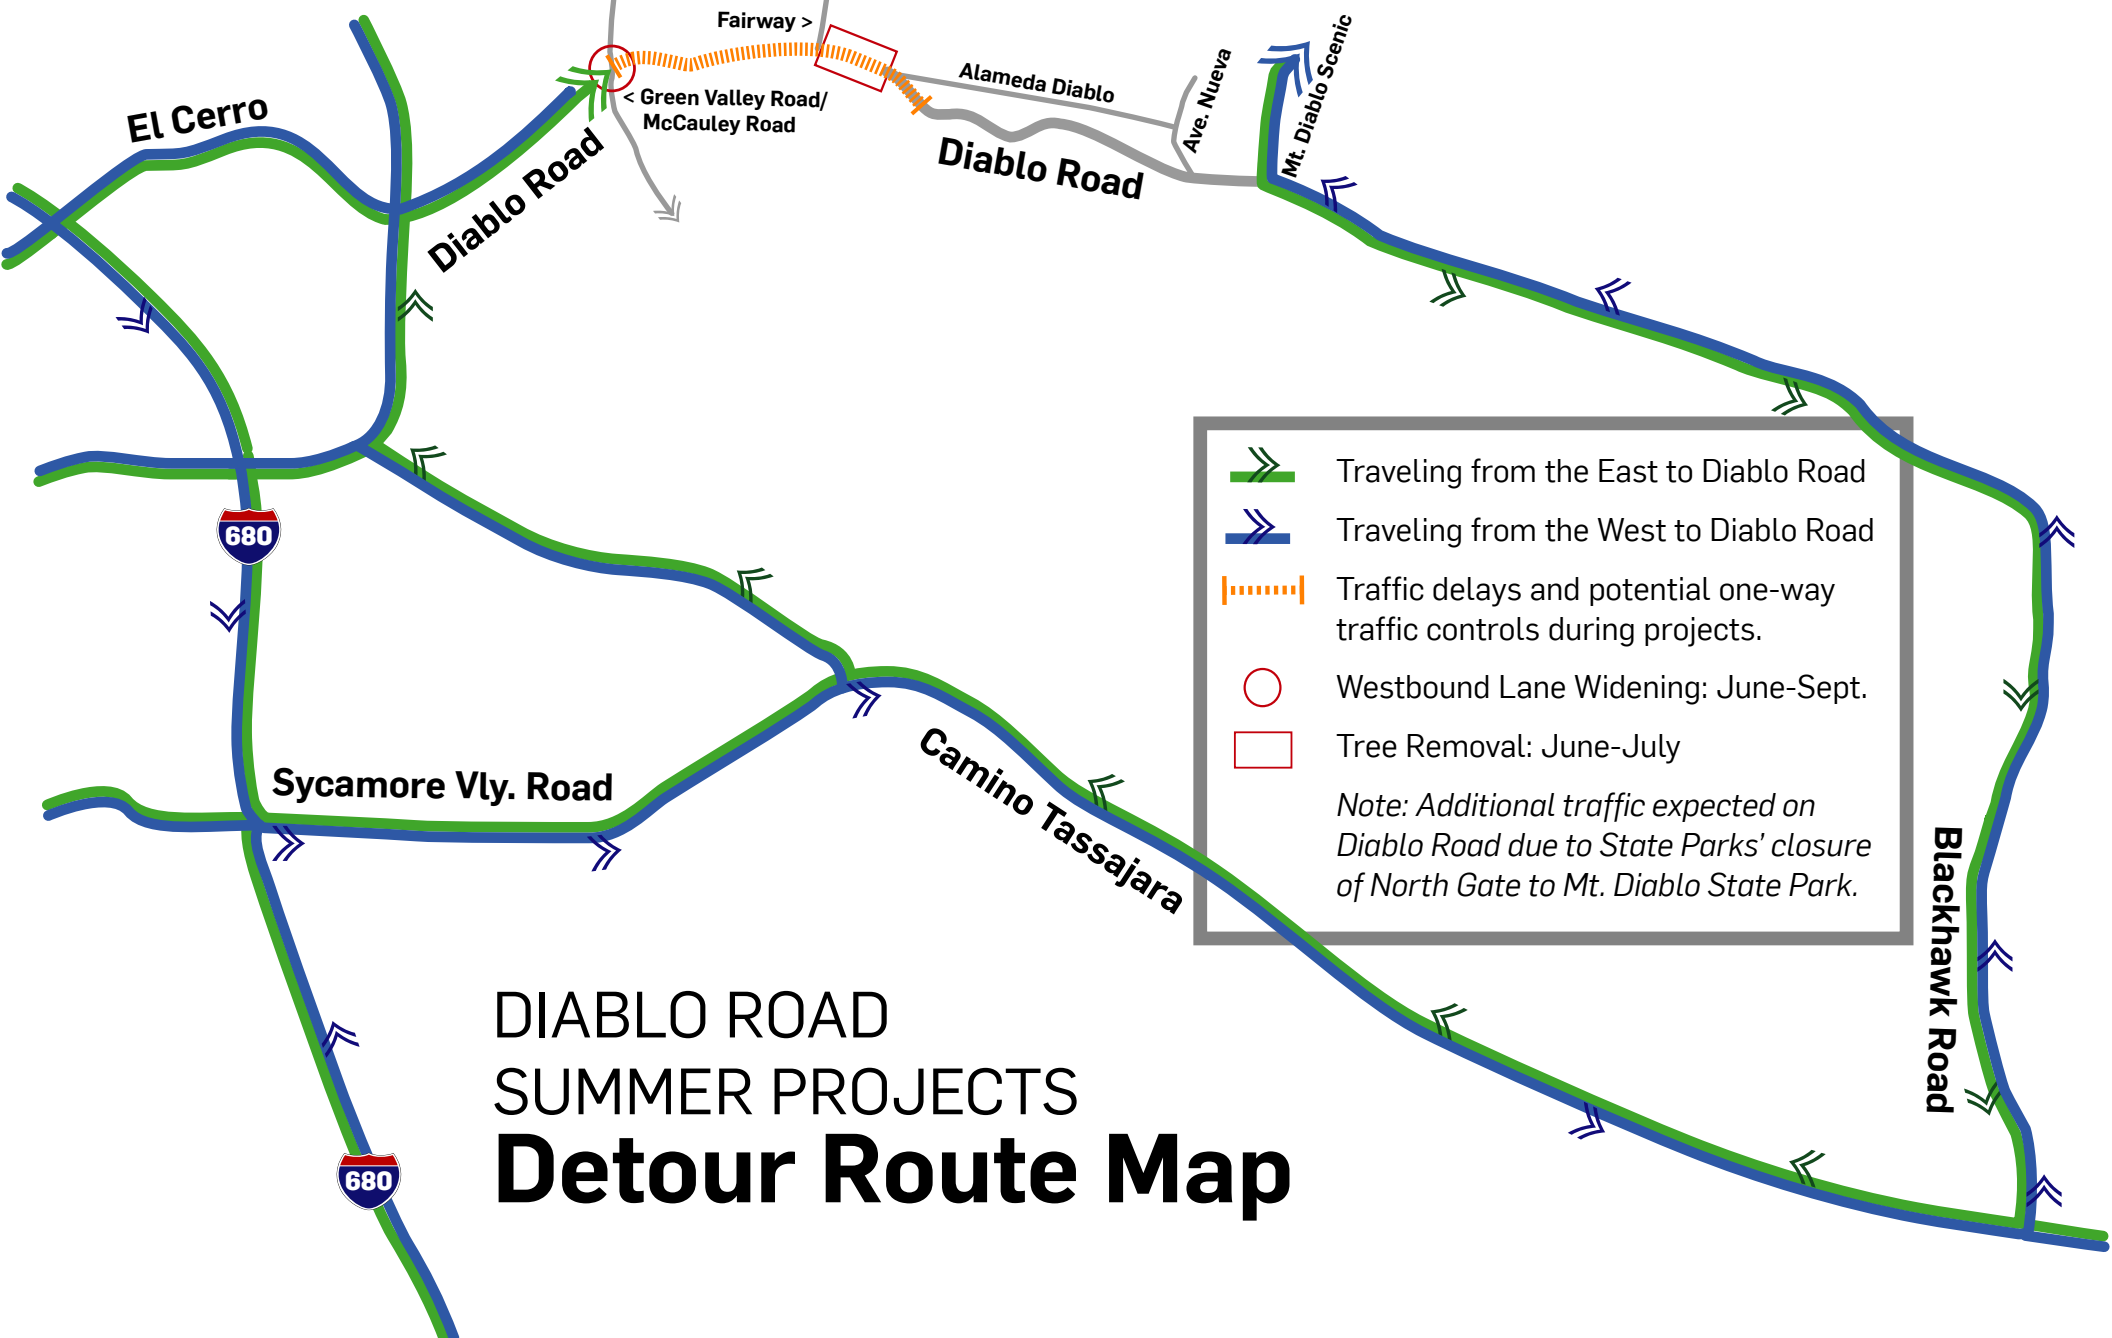 Fairway >
El Cerro
< Green Valley Road/
McCauley Road
Diablo Road
Alameda Diablo
Ave. Nueva
Mt. Diablo Scenic
Diablo Road
680
Traveling from the East to Diablo Road
Traveling from the West to Diablo Road
Traffic delays and potential one-way
traffic controls during projects.
Westbound Lane Widening: June-Sept.
Tree Removal: June-July
Note: Additional traffic expected on
Diablo Road due to State Parks’ closure
of North Gate to Mt. Diablo State Park.
Sycamore Vly. Road
Camino Tassajara
Blackhawk Road
DIABLO ROAD
SUMMER PROJECTS
Detour Route Map
680